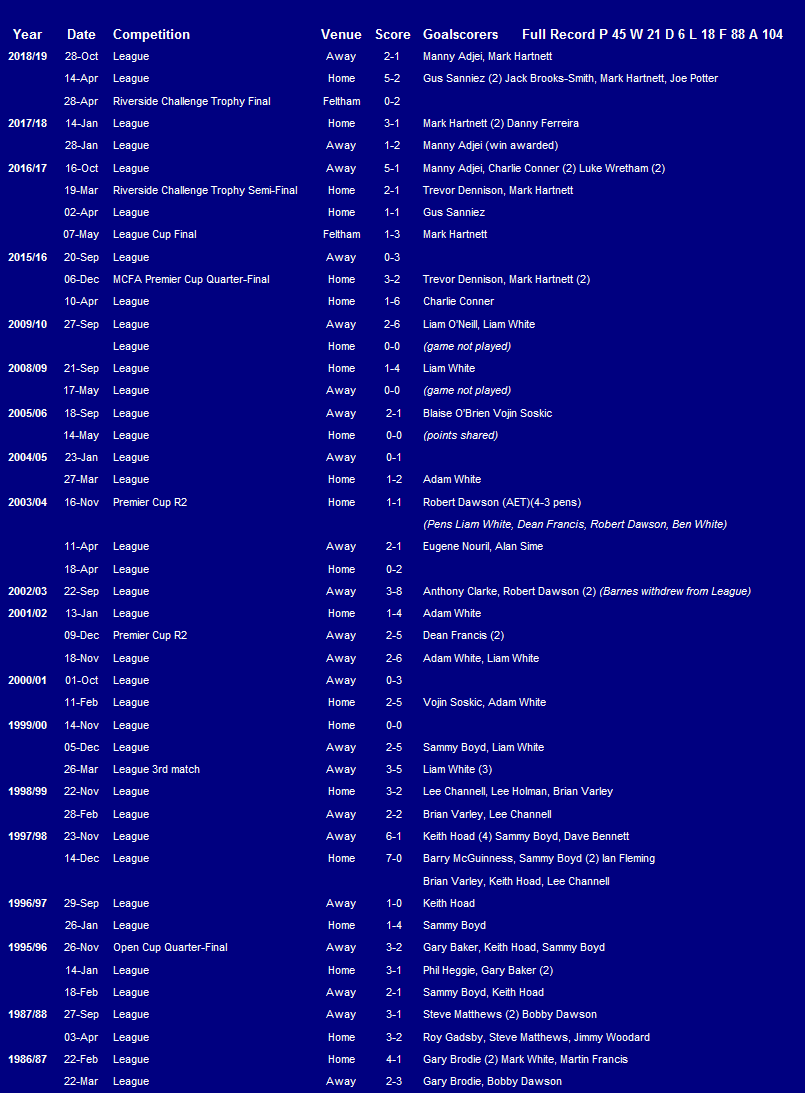 Year Date Competition Venue Score Goalscorers Full Record P 45 W 21 D 6 L 18 F 88 A 104
2018/19 28-Oct League Away 2-1 Manny Adjei, Mark Hartnett
14-Apr League Home 5-2 Gus Sanniez (2) Jack Brooks-Smith, Mark Hartnett, Joe Potter
28-Apr Riverside Challenge Trophy Final Feltham 0-2
2017/18 14-Jan League Home 3-1 Mark Hartnett (2) Danny Ferreira
28-Jan League Away 1-2 Manny Adjei (win awarded)
2016/17 16-Oct League Away 5-1 Manny Adjei, Charlie Conner (2) Luke Wretham (2)
19-Mar Riverside Challenge Trophy Semi-Final Home 2-1 Trevor Dennison, Mark Hartnett
02-Apr League Home 1-1 Gus Sanniez
07-May League Cup Final Feltham 1-3 Mark Hartnett
2015/16 20-Sep League Away 0-3
06-Dec MCFA Premier Cup Quarter-Final Home 3-2 Trevor Dennison, Mark Hartnett (2)
10-Apr League Home 1-6 Charlie Conner
2009/10 27-Sep League Away 2-6 Liam O'Neill, Liam White
League Home 0-0 (game not played)
2008/09 21-Sep League Home 1-4 Liam White
17-May League Away 0-0 (game not played)
2005/06 18-Sep League Away 2-1 Blaise O'Brien Vojin Soskic
14-May League Home 0-0 (points shared)
2004/05 23-Jan League Away 0-1
27-Mar League Home 1-2 Adam White
2003/04 16-Nov Premier Cup R2 Home 1-1 Robert Dawson (AET)(4-3 pens)
(Pens Liam White, Dean Francis, Robert Dawson, Ben White)
11-Apr League Away 2-1 Eugene Nouril, Alan Sime
18-Apr League Home 0-2
2002/03 22-Sep League Away 3-8 Anthony Clarke, Robert Dawson (2) (Barnes withdrew from League)
2001/02 13-Jan League Home 1-4 Adam White
09-Dec Premier Cup R2 Away 2-5 Dean Francis (2)
18-Nov League Away 2-6 Adam White, Liam White
2000/01 01-Oct League Away 0-3
11-Feb League Home 2-5 Vojin Soskic, Adam White
1999/00 14-Nov League Home 0-0
05-Dec League Away 2-5 Sammy Boyd, Liam White
26-Mar League 3rd match Away 3-5 Liam White (3)
1998/99 22-Nov League Home 3-2 Lee Channell, Lee Holman, Brian Varley
28-Feb League Away 2-2 Brian Varley, Lee Channell
1997/98 23-Nov League Away 6-1 Keith Hoad (4) Sammy Boyd, Dave Bennett
14-Dec League Home 7-0 Barry McGuinness, Sammy Boyd (2) Ian Fleming
Brian Varley, Keith Hoad, Lee Channell
1996/97 29-Sep League Away 1-0 Keith Hoad
26-Jan League Home 1-4 Sammy Boyd
1995/96 26-Nov Open Cup Quarter-Final Away 3-2 Gary Baker, Keith Hoad, Sammy Boyd
14-Jan League Home 3-1 Phil Heggie, Gary Baker (2)
18-Feb League Away 2-1 Sammy Boyd, Keith Hoad
1987/88 27-Sep League Away 3-1 Steve Matthews (2) Bobby Dawson
03-Apr League Home 3-2 Roy Gadsby, Steve Matthews, Jimmy Woodard
1986/87 22-Feb League Home 4-1 Gary Brodie (2) Mark White, Martin Francis
22-Mar League Away 2-3 Gary Brodie, Bobby Dawson